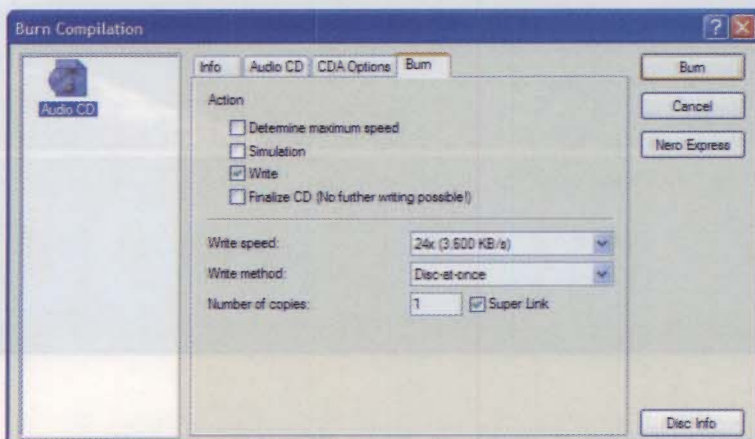 Burn Compilation
Audio CD
Info Audio CD CDA Options Burn
Action
Determine maximum speed
Simulation
Write
Finalize CD (No further writing possible!)
Write speed: 24x (3,600 KB/s)
Write method: Disc-at-once
Number of copies: 1 Super Link
Burn
Cancel
Nero Express
Disc Info